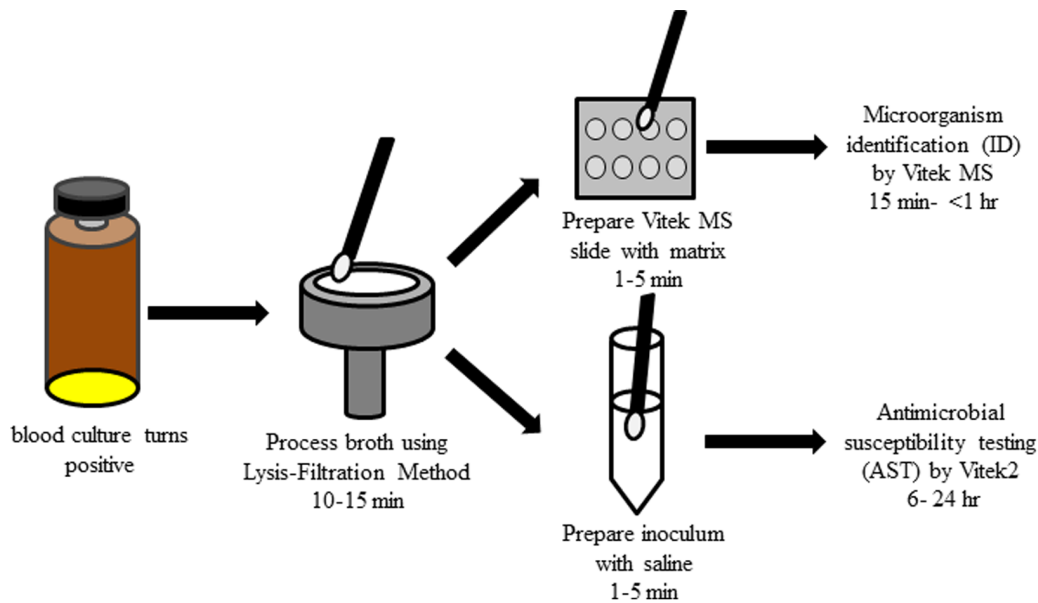 blood culture turns
positive
Process broth using
Lysis-Filtration Method
10-15 min
Prepare Vitek MS
slide with matrix
1-5 min
Microorganism
identification (ID)
by Vitek MS
15 min- <1 hr
Prepare inoculum
with saline
1-5 min
Antimicrobial
susceptibility testing
(AST) by Vitek2
6- 24 hr